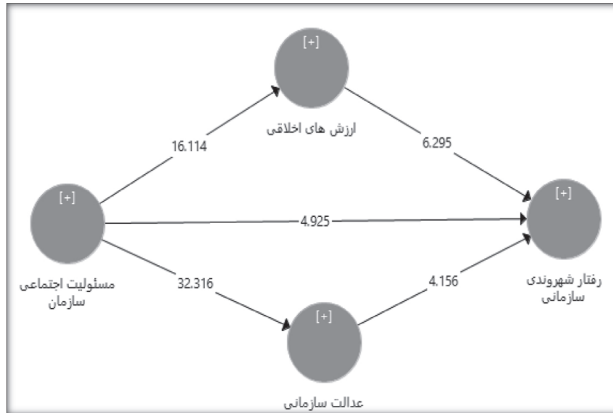 [+]
ارزش های اخلاقی
16.114
6.295
[+]
مسئولیت اجتماعی
سازمان
4.925
[+]
رفتار شهروندی
سازمانی
32.316
4.156
[+]
عدالت سازمانی